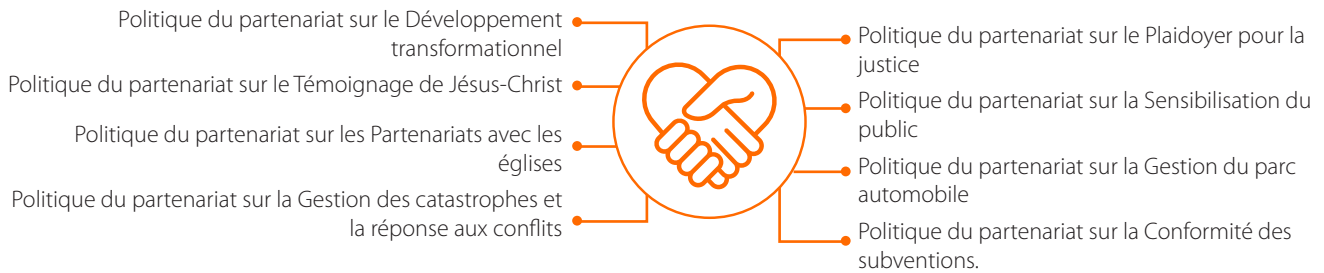 Politique du partenariat sur le Développement
transformationnel
Politique du partenariat sur le Témoignage de Jésus-Christ
Politique du partenariat sur les Partenariats avec les
églises
Politique du partenariat sur la Gestion des catastrophes et
la réponse aux conflits
Politique du partenariat sur le Plaidoyer pour la
justice
Politique du partenariat sur la Sensibilisation du
public
Politique du partenariat sur la Gestion du parc
automobile
Politique du partenariat sur la Conformité des
subventions.